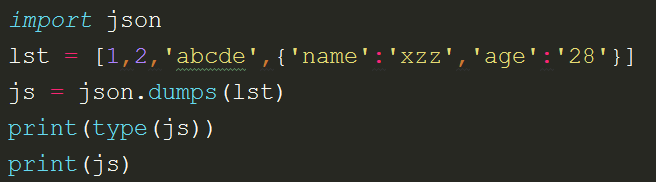 import json
lst = [1,2,'abcde',{'name':'xzz','age':'28'}]
js = json.dumps(lst)
print(type(js))
print(js)